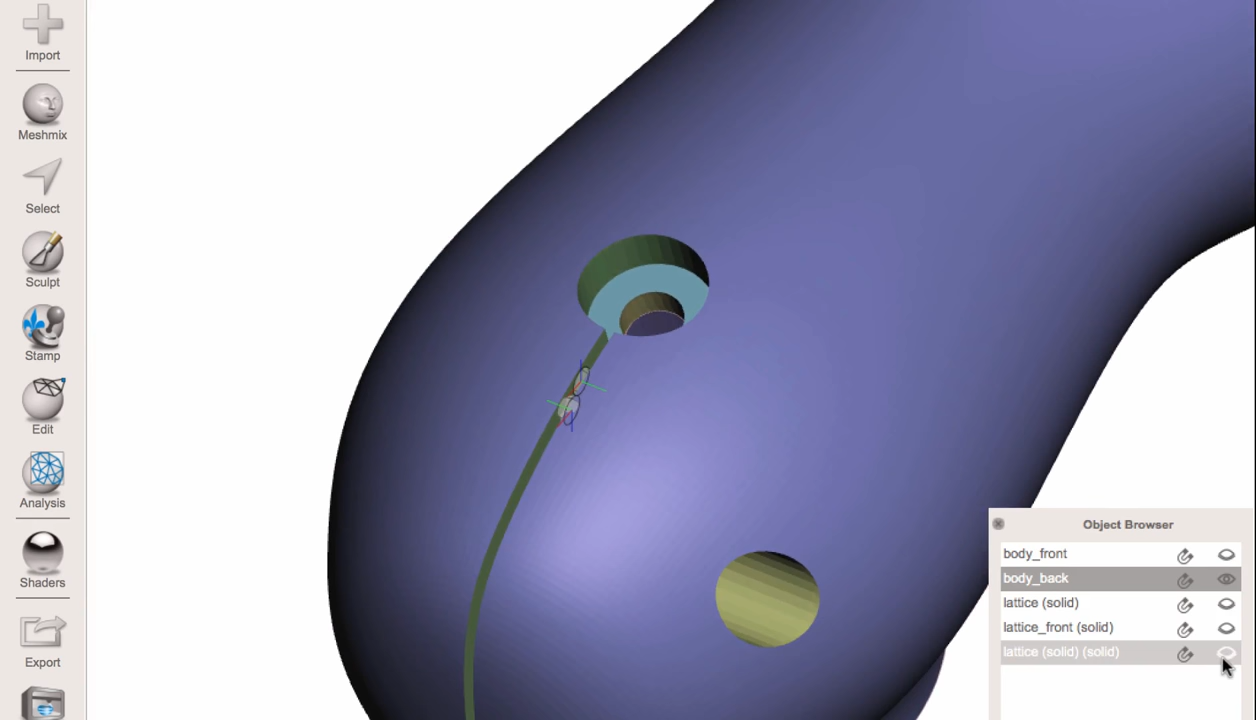 Import
Meshmix
Select
Sculpt
Stamp
Edit
Analysis
Shaders
Export
Object Browser
body_front
body_back
lattice (solid)
lattice_front (solid)
lattice (solid) (solid)